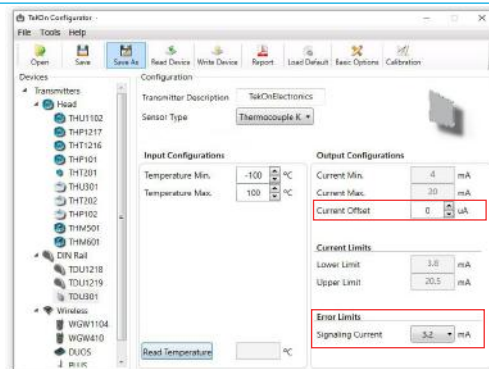 TekOn Configurator -
File Tools Help
Open Save Save As Read Device Write Device Report Load Default Basic Options Calibration
Devices
Transmitters
Head
THU1102
THP1217
THT1216
THP101
THT201
THU301
THT202
THP102
THM501
THM601
DIN Rail
TDU1218
TDU1219
TDU301
Wireless
WGW1104
WGW410
DUOS
PLUS
Configuration
Transmitter Description TekOnElectronics
Sensor Type Thermocouple K
Input Configurations
Temperature Min. -100 ºC
Temperature Max. 100 ºC
Read Temperature ºC
Output Configurations
Current Min. 4 mA
Current Max. 20 mA
Current Offset 0 uA
Current Limits
Lower Limit 3.8 mA
Upper Limit 20.5 mA
Error Limits
Signaling Current 3.2 mA